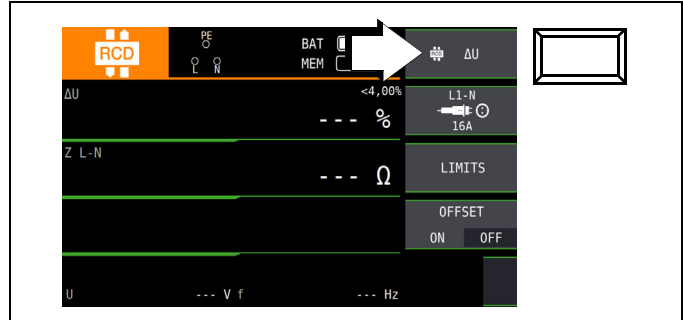 RCD
PE
L N
BAT
MEM
ΔU
ΔU
<4,00%
--- %
L1-N
16A
Z L-N
--- Ω
LIMITS
OFFSET
ON OFF
U --- V f --- Hz